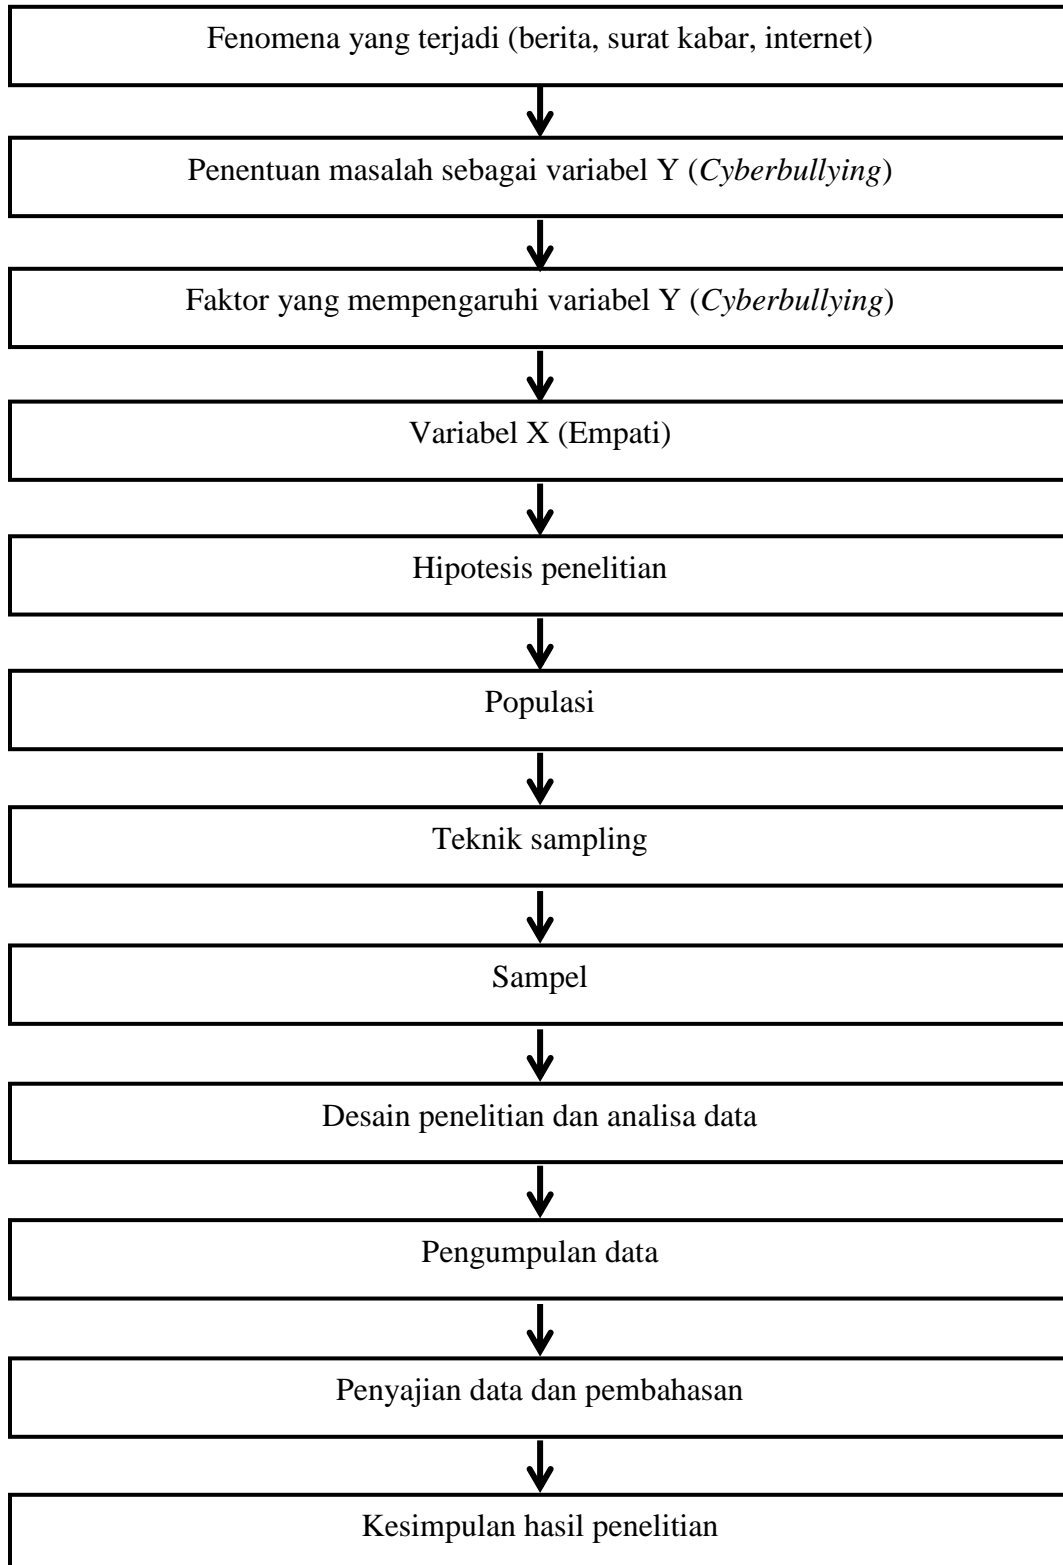 Fenomena yang terjadi (berita, surat kabar, internet)
Penentuan masalah sebagai variabel Y (Cyberbullying)
Faktor yang mempengaruhi variabel Y (Cyberbullying)
Variabel X (Empati)
Hipotesis penelitian
Populasi
Teknik sampling
Sampel
Desain penelitian dan analisa data
Pengumpulan data
Penyajian data dan pembahasan
Kesimpulan hasil penelitian